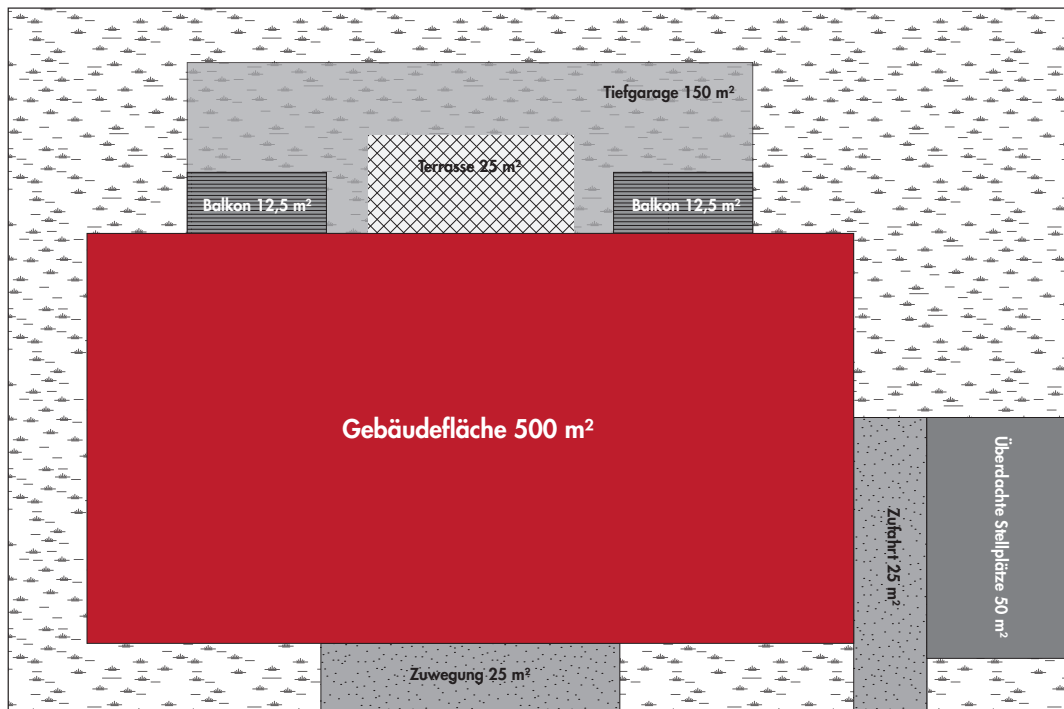 Tiefgarage 150 m²
Terrasse 25 m²
Balkon 12,5 m²
Balkon 12,5 m²
Gebäudefläche 500 m²
Überdachte Stellplätze 50 m²
Zufahrt 25 m²
Zuwegung 25 m²